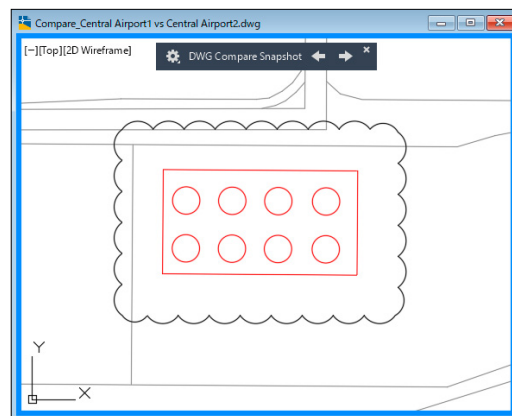 Compare_Central Airport1 vs Central Airport2.dwg
[−][Top][2D Wireframe]
DWG Compare Snapshot
Y
X